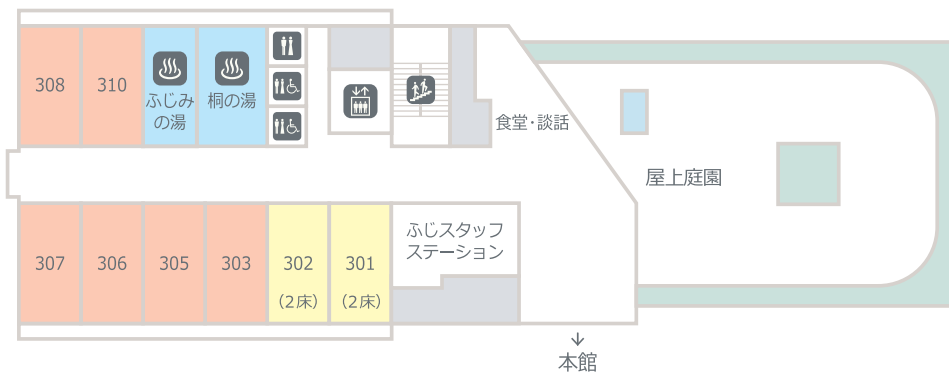 308
310
ふじみ
の湯
桐の湯
食堂・談話
屋上庭園
307
306
305
303
302
（2床）
301
（2床）
ふじスタッフ
ステーション
↓
本館